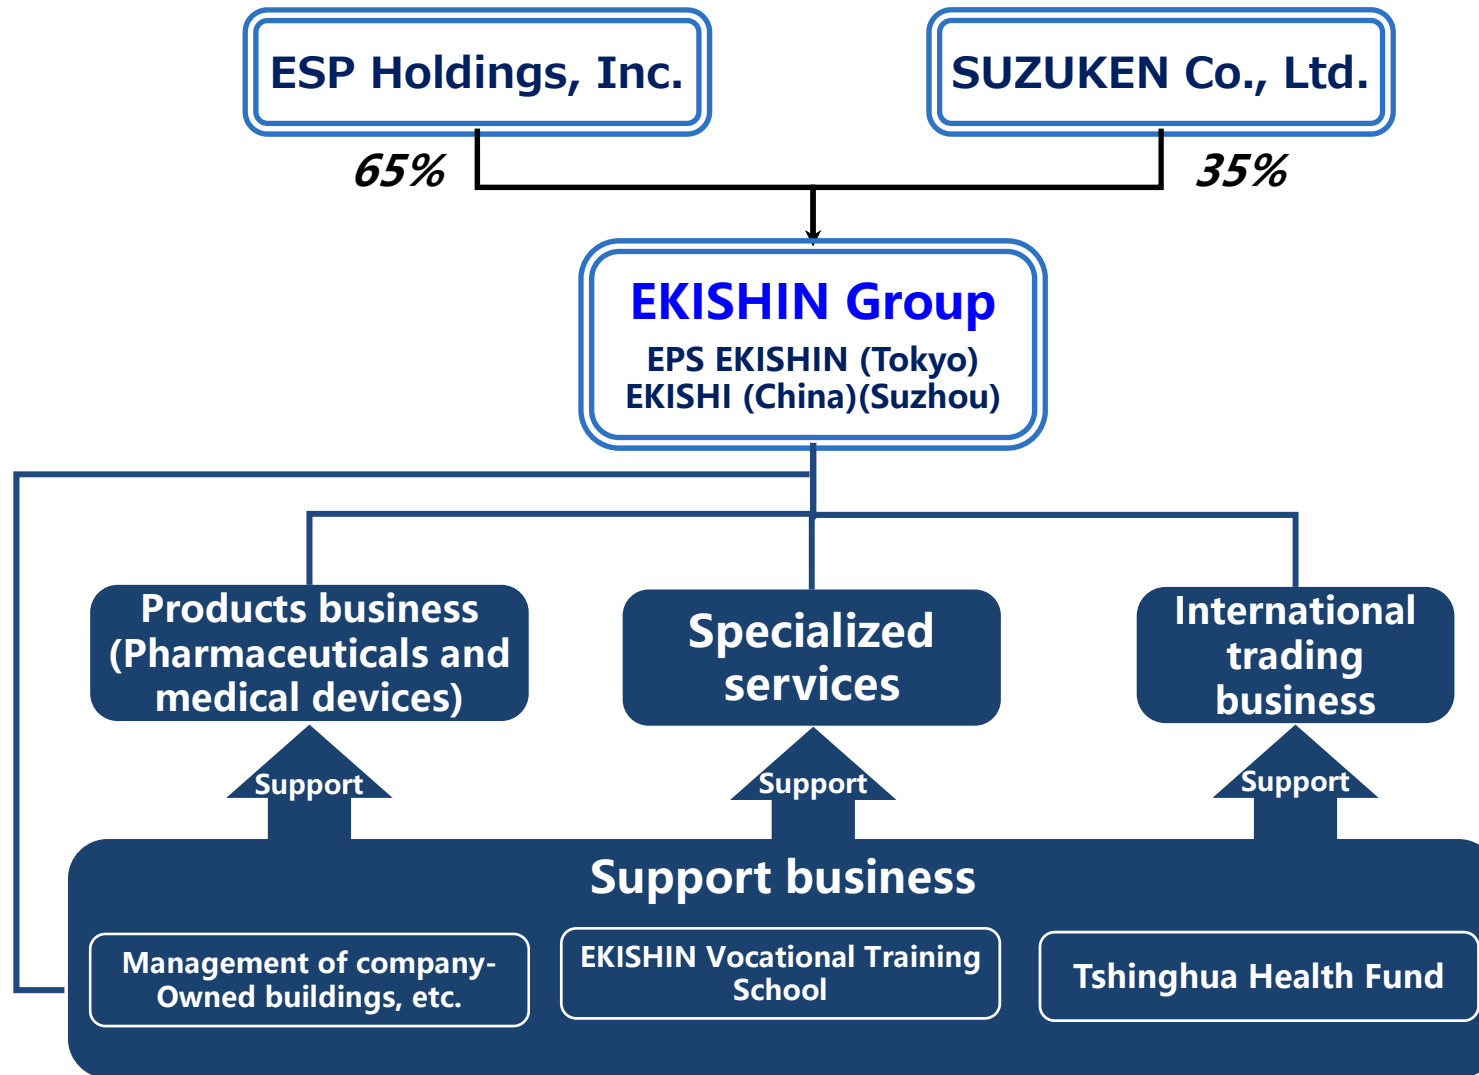 ESP Holdings, Inc.
SUZUKEN Co., Ltd.
65%
35%
EKISHIN Group
EPS EKISHIN (Tokyo)
EKISHI (China)(Suzhou)
Products business
(Pharmaceuticals and
medical devices)
Specialized
services
International
trading
business
Support
Support
Support
Support business
Management of company-
Owned buildings, etc.
EKISHIN Vocational Training
School
Tshinghua Health Fund